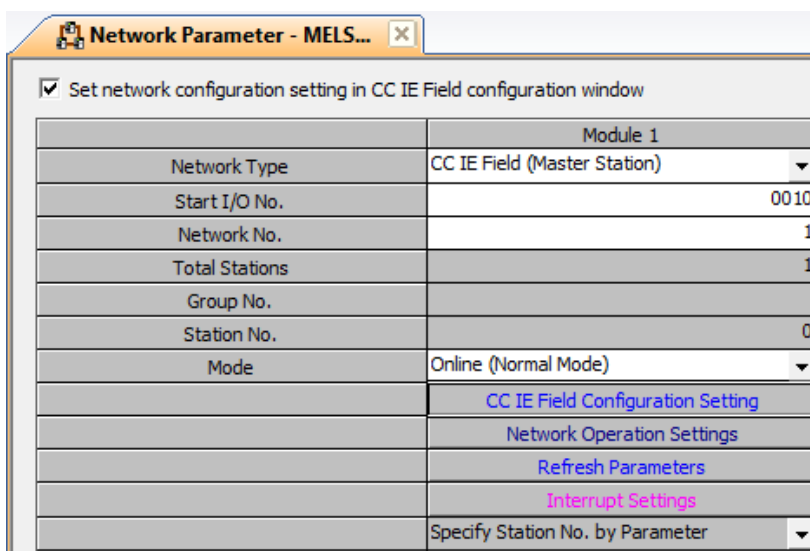 Network Parameter - MELS...
Set network configuration setting in CC IE Field configuration window
Module 1
Network Type CC IE Field (Master Station)
Start I/O No. 0010
Network No. 1
Total Stations 1
Group No.
Station No. 0
Mode Online (Normal Mode)
CC IE Field Configuration Setting
Network Operation Settings
Refresh Parameters
Interrupt Settings
Specify Station No. by Parameter